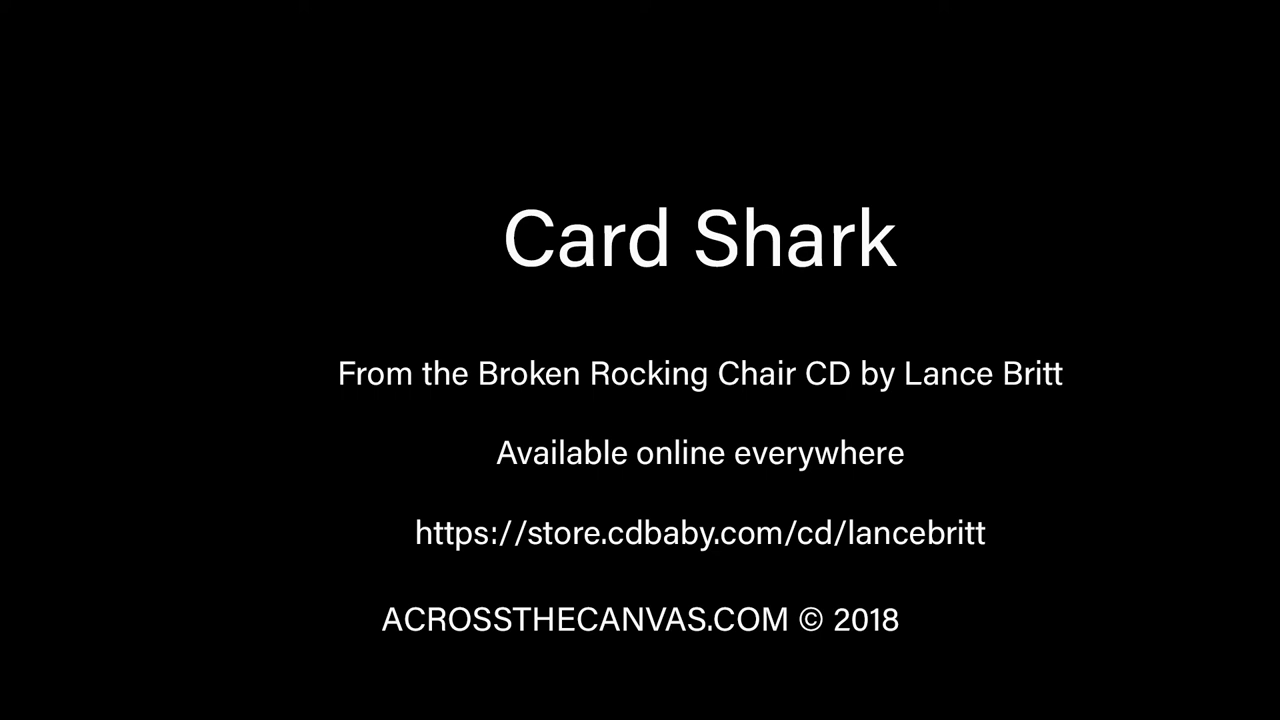 Card Shark
From the Broken Rocking Chair CD by Lance Britt
Available online everywhere
https://store.cdbaby.com/cd/lancebritt
ACROSSTHECANVAS.COM © 2018